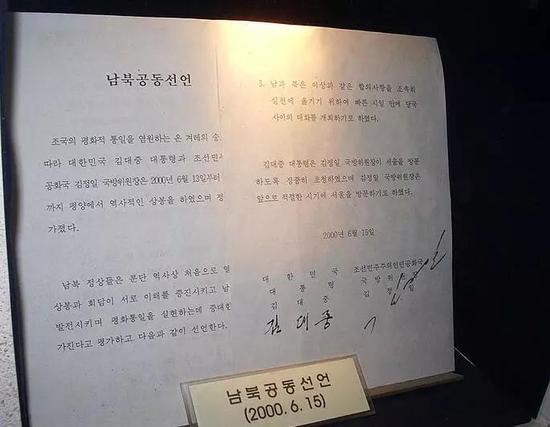 남북공동선언
조국의 평화적 통일을 염원하는 온 겨레의 숭
따라 대한민국 김대중 대통령과 조선민
공화국 김정일 국방위원장은 2000년 6월 13일부터
까지 평양에서 역사적인 상봉을 하였으며 정
가졌다.
남북 정상들은 분단 역사상 처음으로 열
상봉과 회담이 서로 이해를 증진시키고 남
발전시키며 평화통일을 실현하는데 중대한
가진다고 평가하고 다음과 같이 선언한다.
5. 남과 북은 이상과 같은 합의사항을 조속히
실천에 옮기기 위하여 빠른 시일 안에 당국
사이의 대화를 개최하기로 하였다.
김대중 대통령은 김정일 국방위원장이 서울을 방문
하도록 정중히 초청하였으며 김정일 국방위원장은
앞으로 적절한 시기에 서울을 방문하기로 하였다.
2000년 6월 15일
대한민국 조선민주주의인민공화국
대통령 국방위원장
김대중 김정일
김대중
남북공동선언
(2000.6.15)